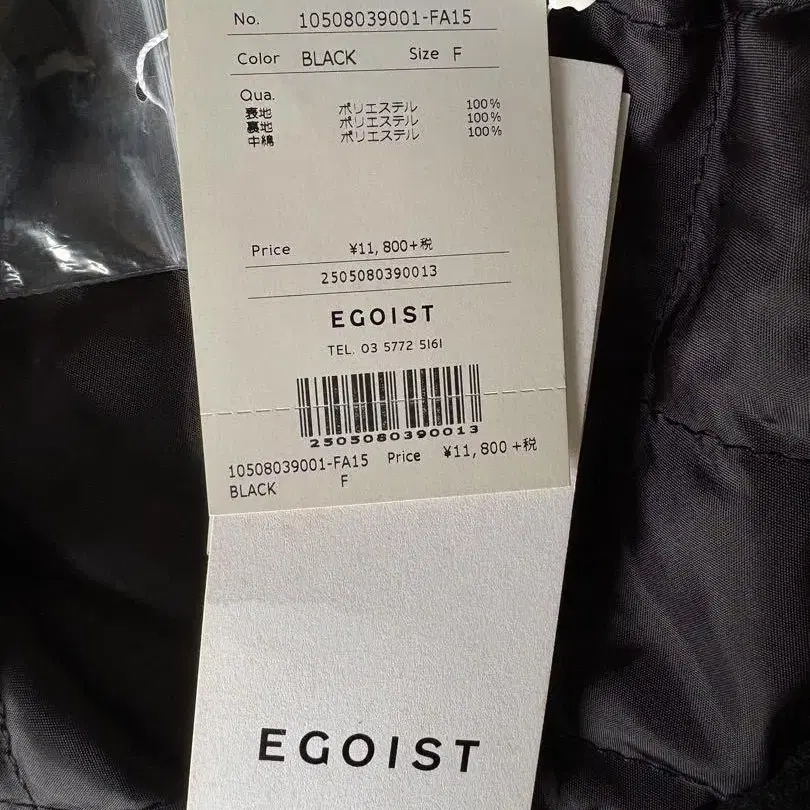 No. 10508039001-FA15
Color BLACK Size F
Qua.
表地 ポリエステル 100%
裏地 ポリエステル 100%
中綿 ポリエステル 100%
Price ¥11,800+税
2505080390013
EGOIST
TEL. 03 5772 5161
2505080390013
10508039001-FA15 Price ¥11,800+税
BLACK F
EGOIST